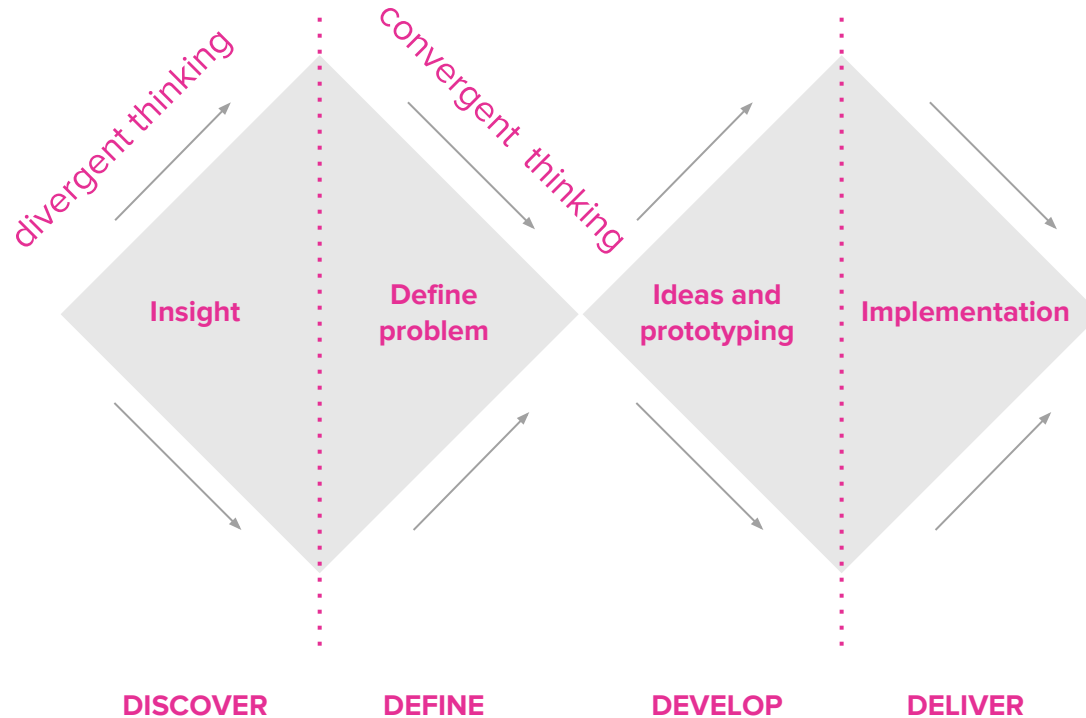 divergent thinking
convergent thinking
Insight
Define
problem
Ideas and
prototyping
Implementation
DISCOVER
DEFINE
DEVELOP
DELIVER